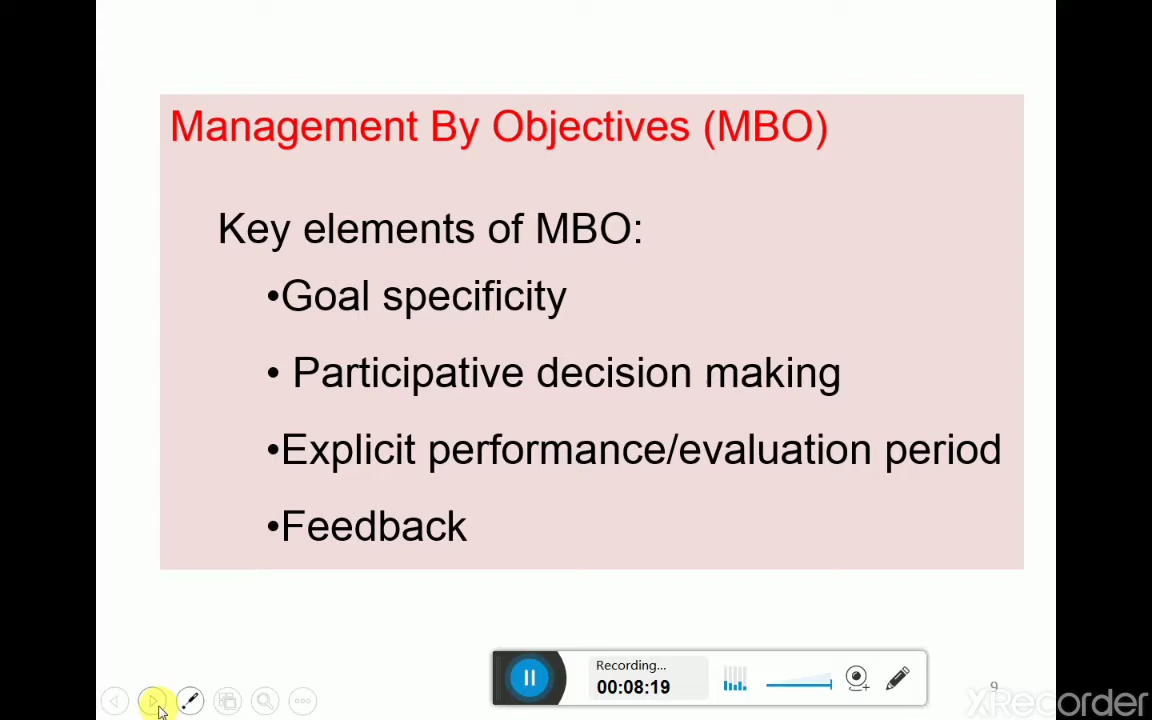 Management By Objectives (MBO)
Key elements of MBO:
•Goal specificity
• Participative decision making
•Explicit performance/evaluation period
•Feedback
Recording...
00:08:19
9
XRecorder